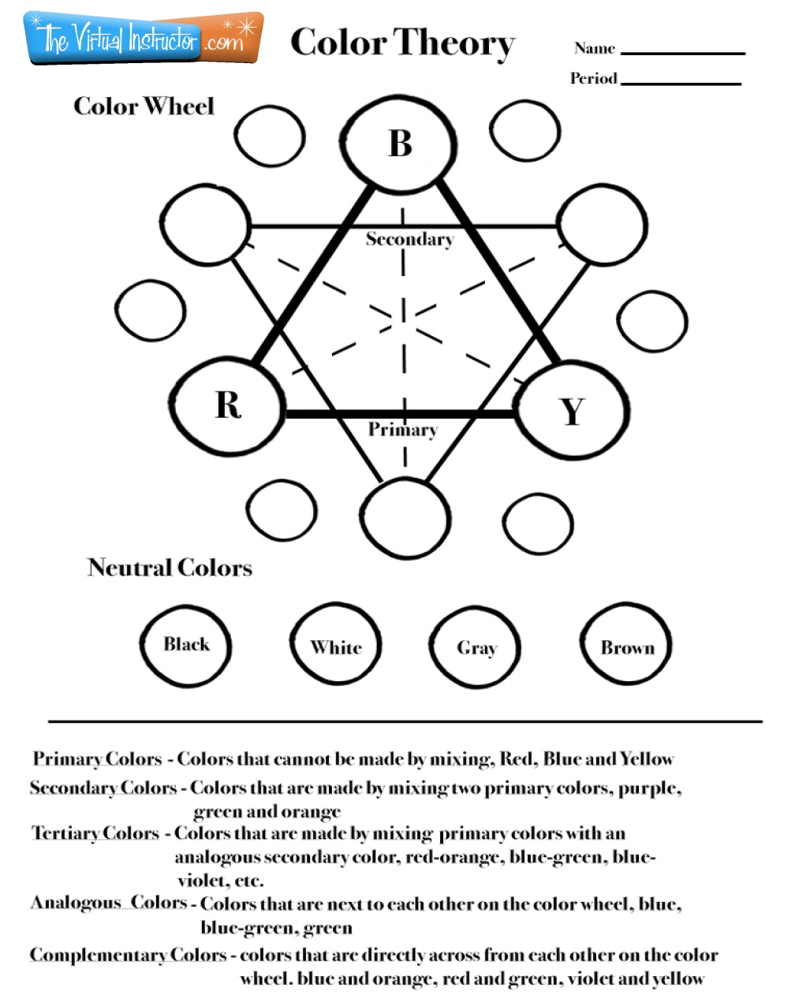 The Virtual Instructor.com
Color Theory
Name
Period
Color Wheel
B
Secondary
R
Y
Primary
Neutral Colors
Black
White
Gray
Brown
Primary Colors - Colors that cannot be made by mixing, Red, Blue and Yellow
Secondary Colors - Colors that are made by mixing two primary colors, purple,
green and orange
Tertiary Colors - Colors that are made by mixing primary colors with an
analogous secondary color, red-orange, blue-green, blue-
violet, etc.
Analogous Colors - Colors that are next to each other on the color wheel, blue,
blue-green, green
Complementary Colors - colors that are directly across from each other on the color
wheel. blue and orange, red and green, violet and yellow